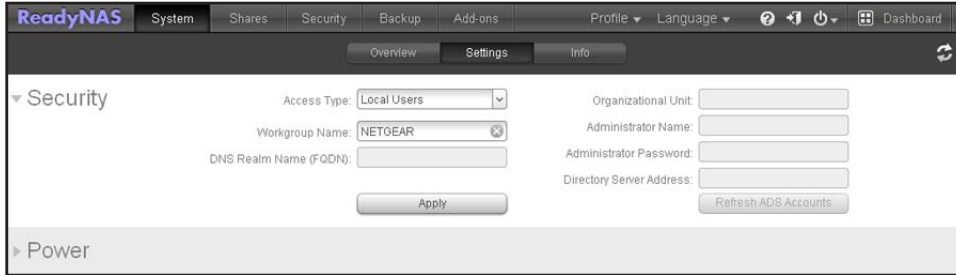 ReadyNAS System Shares Security Backup Add-ons Profile Language ? Dashboard
Overview Settings Info
Security
Access Type: Local Users
Workgroup Name: NETGEAR
DNS Realm Name (FQDN):
Apply
Organizational Unit:
Administrator Name:
Administrator Password:
Directory Server Address:
Refresh ADS Accounts
Power